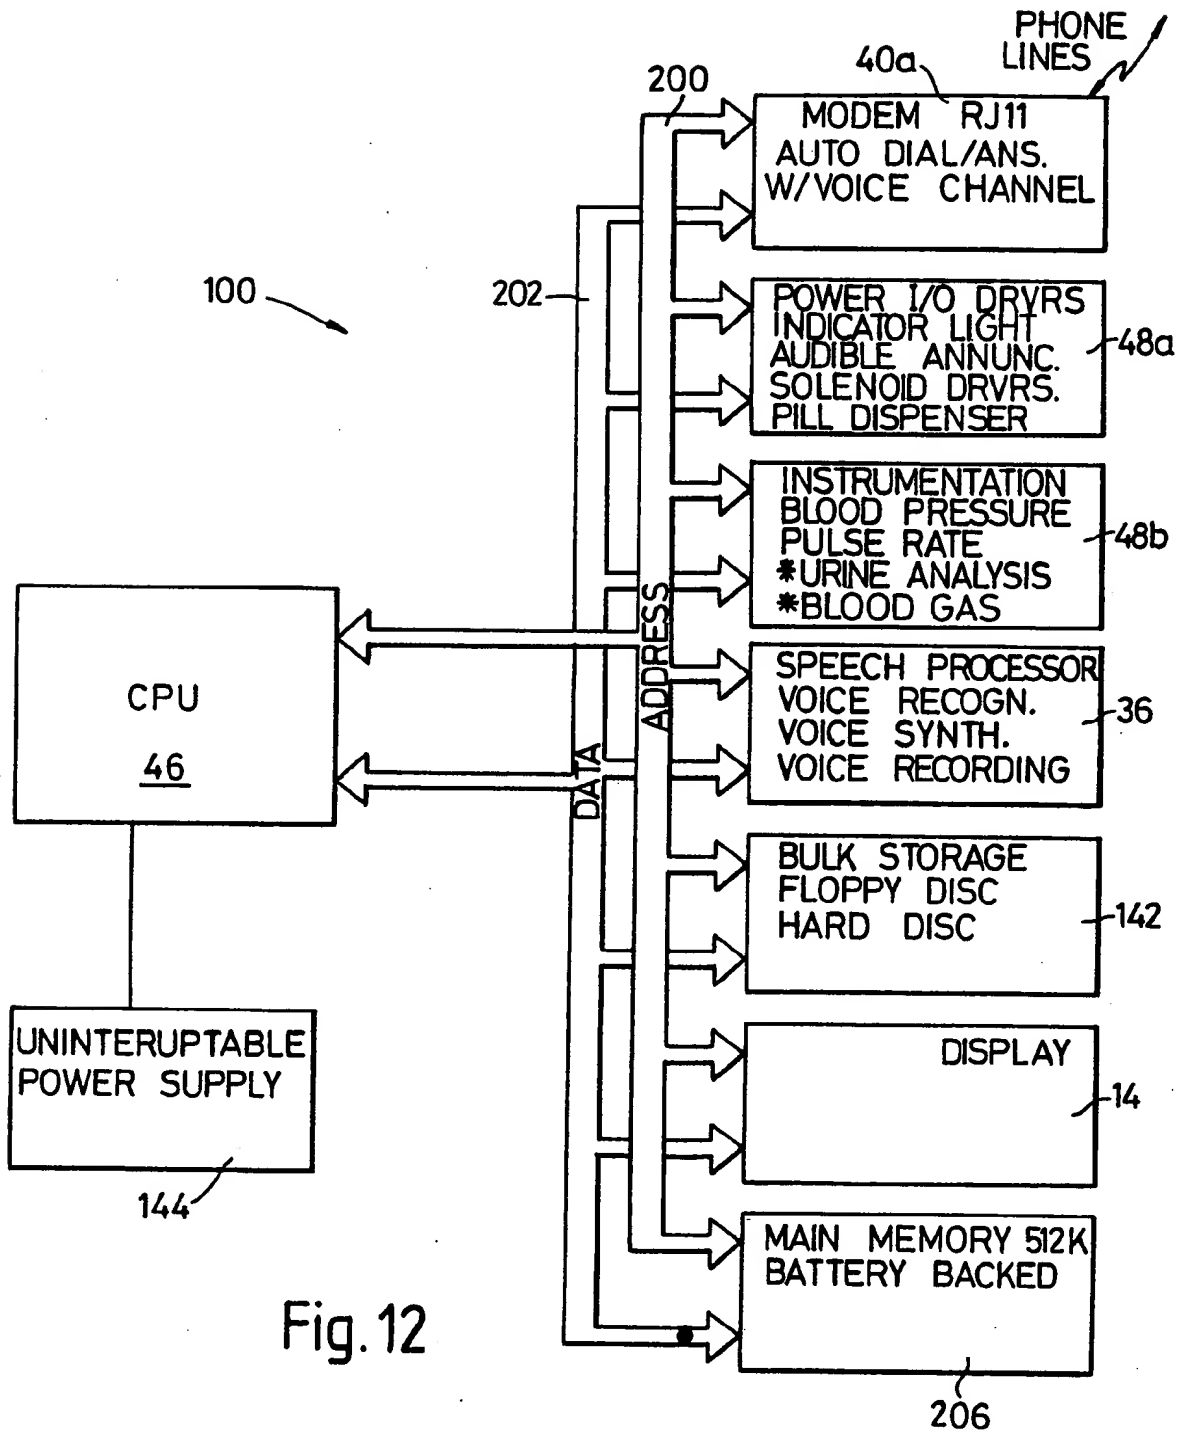 PHONE
LINES
40a
200
MODEM RJ11
AUTO DIAL/ANS.
W/VOICE CHANNEL
100
202
POWER I/O DRVRS
INDICATOR LIGHT
AUDIBLE ANNUNC.
SOLENOID DRVRS.
PILL DISPENSER
48a
INSTRUMENTATION
BLOOD PRESSURE
PULSE RATE
*URINE ANALYSIS
*BLOOD GAS
48b
ADDRESS
CPU
46
SPEECH PROCESSOR
VOICE RECOGN.
VOICE SYNTH.
VOICE RECORDING
36
DATA
BULK STORAGE
FLOPPY DISC
HARD DISC
142
UNINTERUPTABLE
POWER SUPPLY
144
DISPLAY
14
MAIN MEMORY 512K
BATTERY BACKED
206
Fig. 12